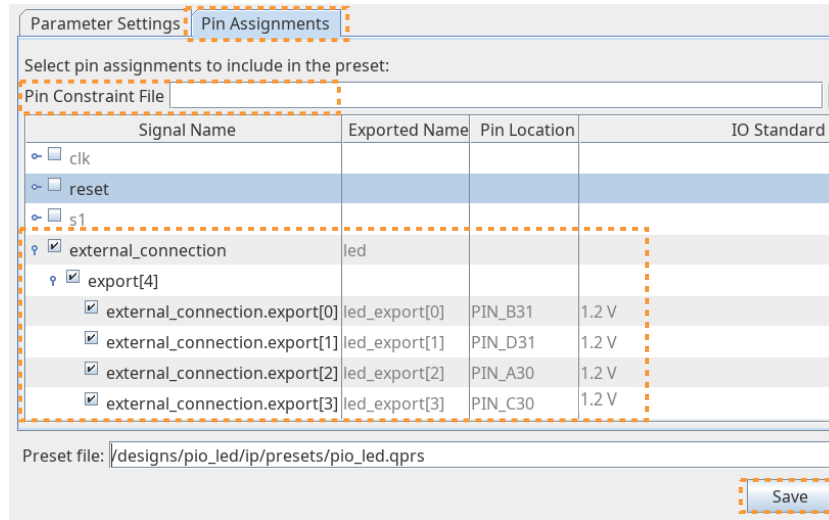 Parameter Settings Pin Assignments
Select pin assignments to include in the preset:
Pin Constraint File
Signal Name Exported Name Pin Location IO Standard
clk
reset
s1
external_connection led
export[4]
external_connection.export[0] led_export[0] PIN_B31 1.2 V
external_connection.export[1] led_export[1] PIN_D31 1.2 V
external_connection.export[2] led_export[2] PIN_A30 1.2 V
external_connection.export[3] led_export[3] PIN_C30 1.2 V
Preset file: /designs/pio_led/ip/presets/pio_led.qprs
Save